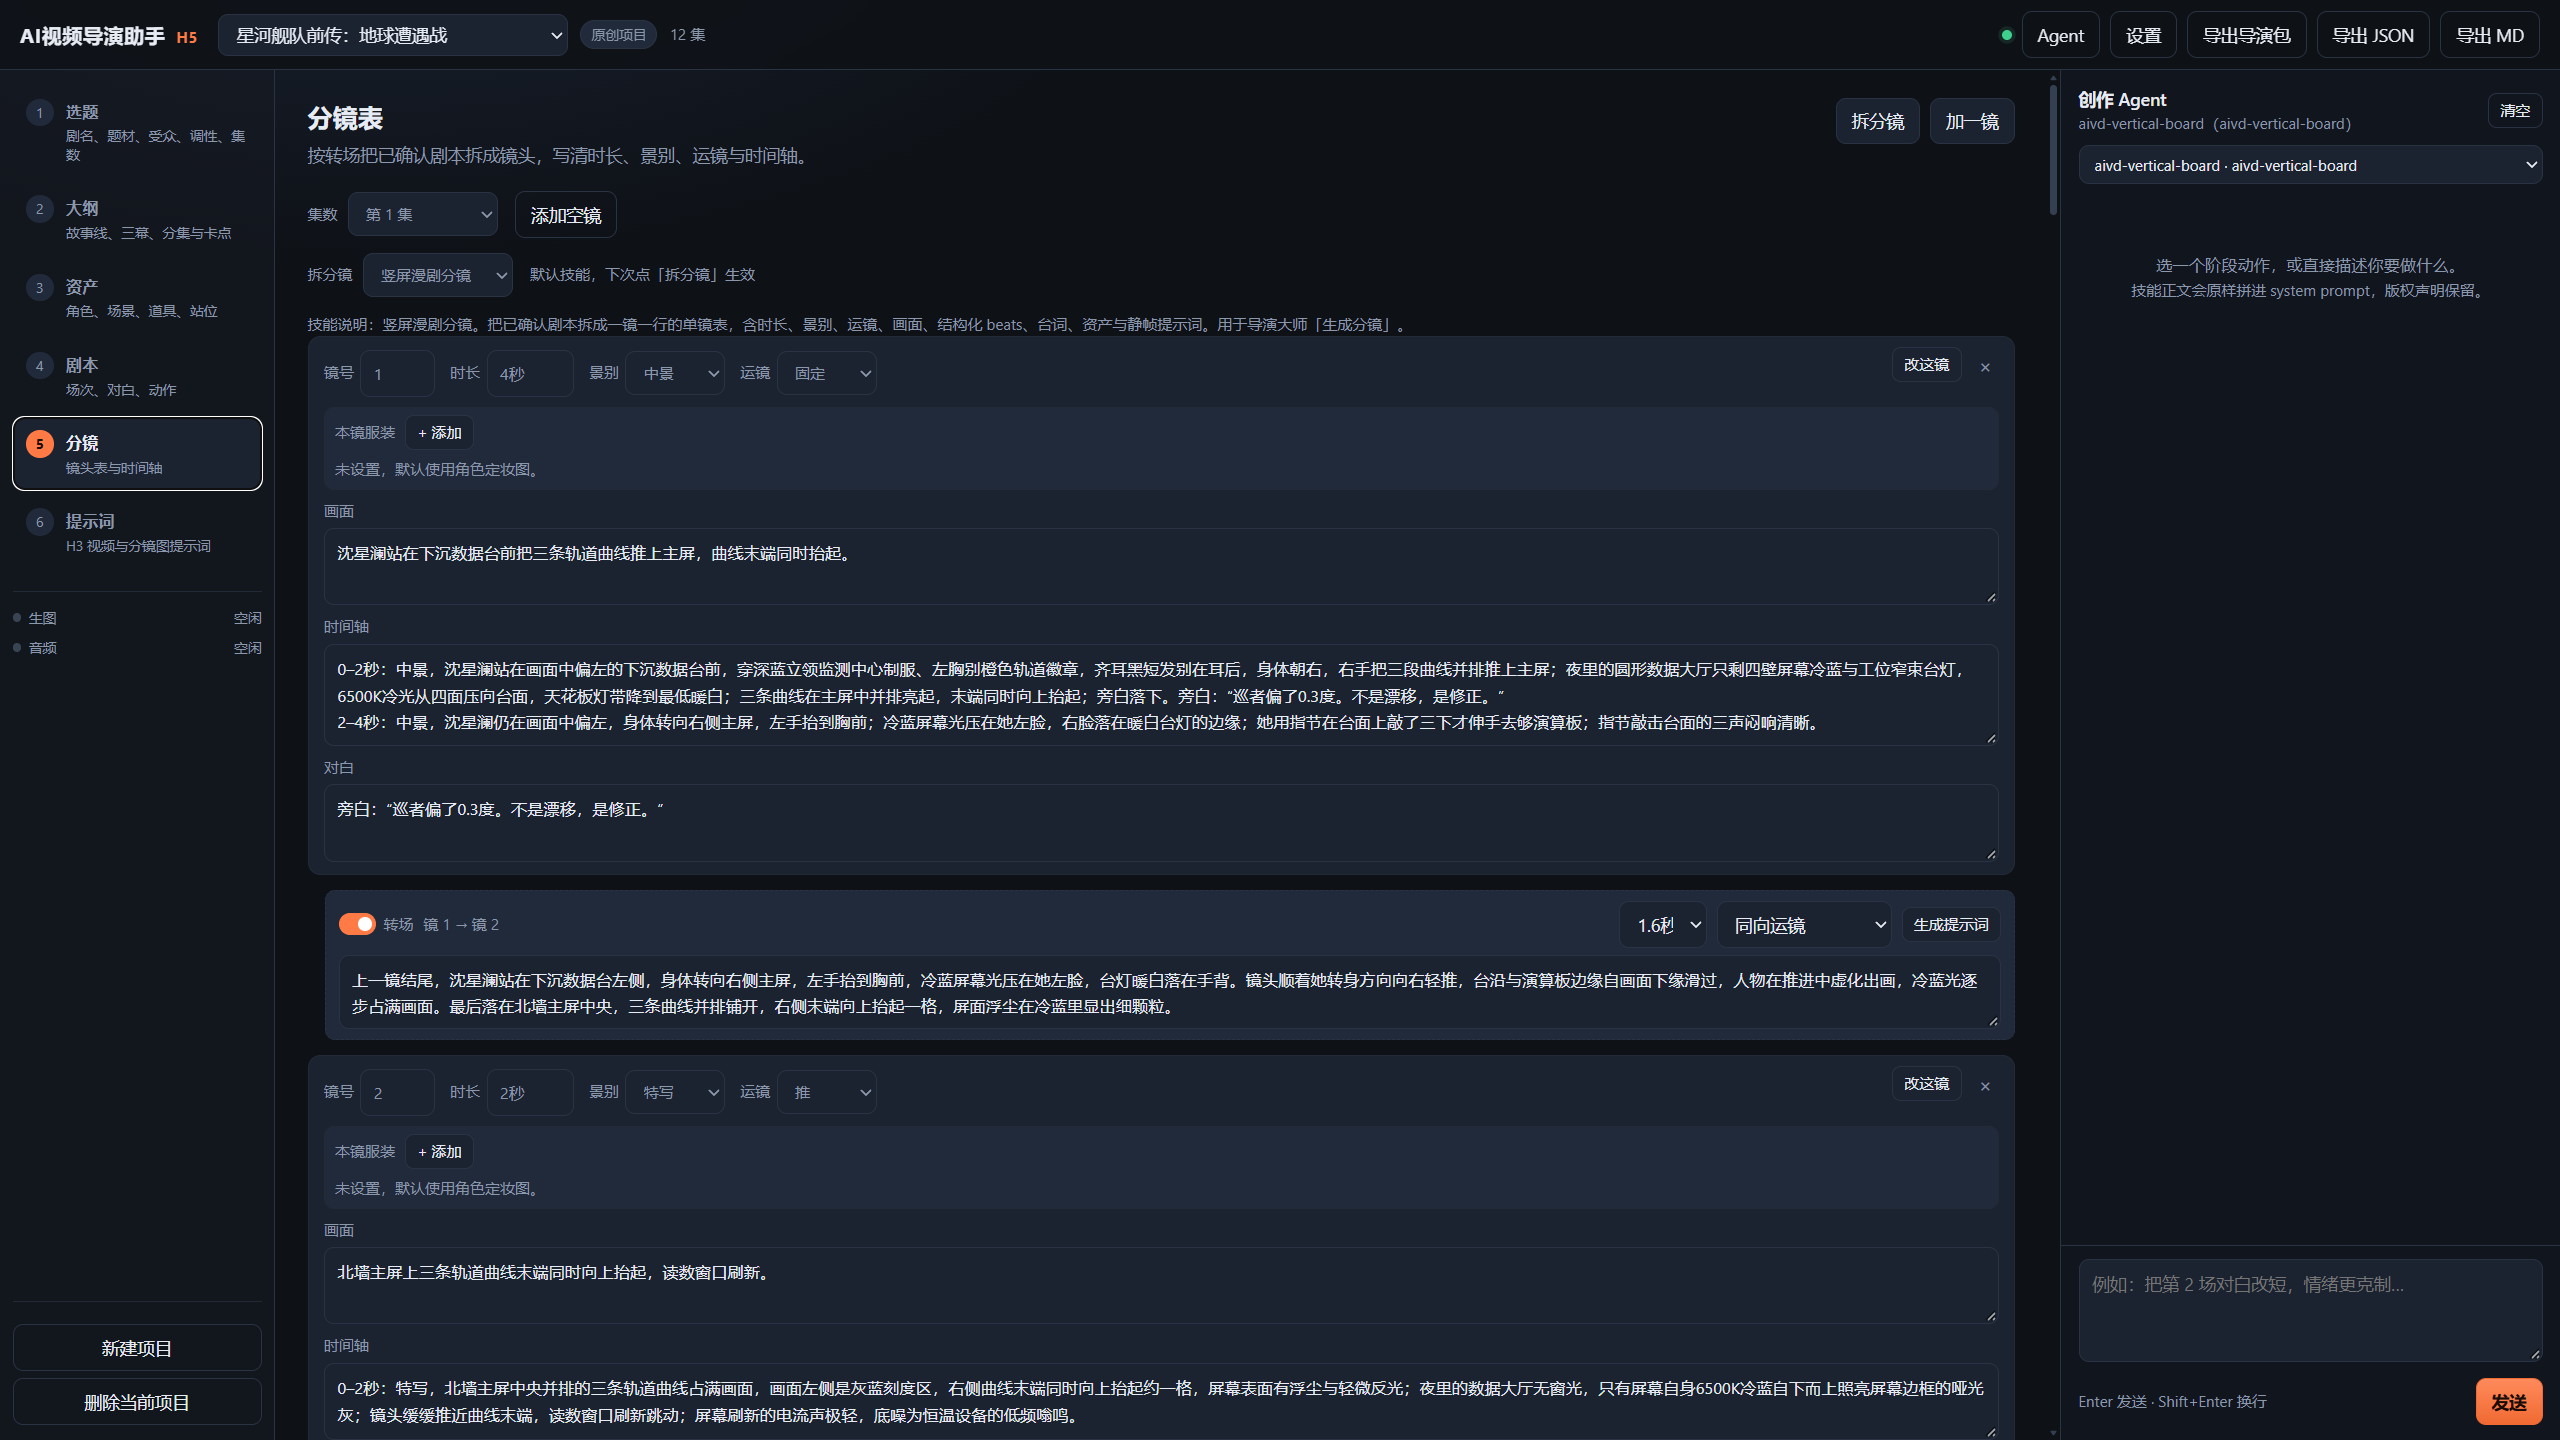 AI视频导演助手 H5
星河舰队前传：地球遭遇战
原创项目
12 集
Agent
设置
导出导演包
导出 JSON
导出 MD
1
选题
剧名、题材、受众、调性、集数
2
大纲
故事线、三幕、分集与卡点
3
资产
角色、场景、道具、站位
4
剧本
场次、对白、动作
5
分镜
镜头表与时间轴
6
提示词
H3 视频与分镜图提示词
生图 空闲
音频 空闲
新建项目
删除当前项目
分镜表
按转场把已确认剧本拆成镜头，写清时长、景别、运镜与时间轴。
拆分镜
加一镜
集数 第 1 集 添加空镜
拆分镜 竖屏漫剧分镜 默认技能，下次点「拆分镜」生效
技能说明：竖屏漫剧分镜。把已确认剧本拆成一镜一行的单镜表，含时长、景别、运镜、画面、结构化 beats、台词、资产与静帧提示词。用于导演大师「生成分镜」。
镜号 1 时长 4秒 景别 中景 运镜 固定 改这镜 ×
本镜服装 + 添加
未设置，默认使用角色定妆图。
画面
沈星澜站在下沉数据台前把三条轨道曲线推上主屏，曲线末端同时抬起。
时间轴
0–2秒：中景，沈星澜站在画面中偏左的下沉数据台前，穿深蓝立领监测中心制服、左胸别橙色轨道徽章，齐耳黑短发别在耳后，身体朝右，右手把三段曲线并排推上主屏；夜里的圆形数据大厅只剩四壁屏幕冷蓝与工位窄束台灯，
6500K冷光从四面压向台面，天花板灯带降到最低暖白；三条曲线在主屏中并排亮起，末端同时向上抬起；旁白落下。旁白：“巡者偏了0.3度。不是漂移，是修正。”
2–4秒：中景，沈星澜仍在画面中偏左，身体转向右侧主屏，左手抬到胸前；冷蓝屏幕光压在她左脸，右脸落在暖白台灯的边缘；她用指节在台面上敲了三下才伸手去够演算板；指节敲击台面的三声闷响清晰。
对白
旁白：“巡者偏了0.3度。不是漂移，是修正。”
转场 镜 1 → 镜 2 1.6秒 同向运镜 生成提示词
上一镜结尾，沈星澜站在下沉数据台左侧，身体转向右侧主屏，左手抬到胸前，冷蓝屏幕光压在她左脸，台灯暖白落在手背。镜头顺着她转身方向向右轻推，台沿与演算板边缘自画面下缘滑过，人物在推进中虚化出画，冷蓝光逐
步占满画面。最后落在北墙主屏中央，三条曲线并排铺开，右侧末端向上抬起一格，屏面浮尘在冷蓝里显出细颗粒。
镜号 2 时长 2秒 景别 特写 运镜 推 改这镜 ×
本镜服装 + 添加
未设置，默认使用角色定妆图。
画面
北墙主屏上三条轨道曲线末端同时向上抬起，读数窗口刷新。
时间轴
0–2秒：特写，北墙主屏中央并排的三条轨道曲线占满画面，画面左侧是灰蓝刻度区，右侧曲线末端同时向上抬起约一格，屏幕表面有浮尘与轻微反光；夜里的数据大厅无窗光，只有屏幕自身6500K冷蓝自下而上照亮屏幕边框的哑光
灰；镜头缓缓推近曲线末端，读数窗口刷新跳动；屏幕刷新的电流声极轻，底噪为恒温设备的低频嗡鸣。
创作 Agent
aivd-vertical-board（aivd-vertical-board）
清空
aivd-vertical-board · aivd-vertical-board
选一个阶段动作，或直接描述你要做什么。
技能正文会原样拼进 system prompt，版权声明保留。
例如：把第 2 场对白改短，情绪更克制...
Enter 发送 · Shift+Enter 换行
发送